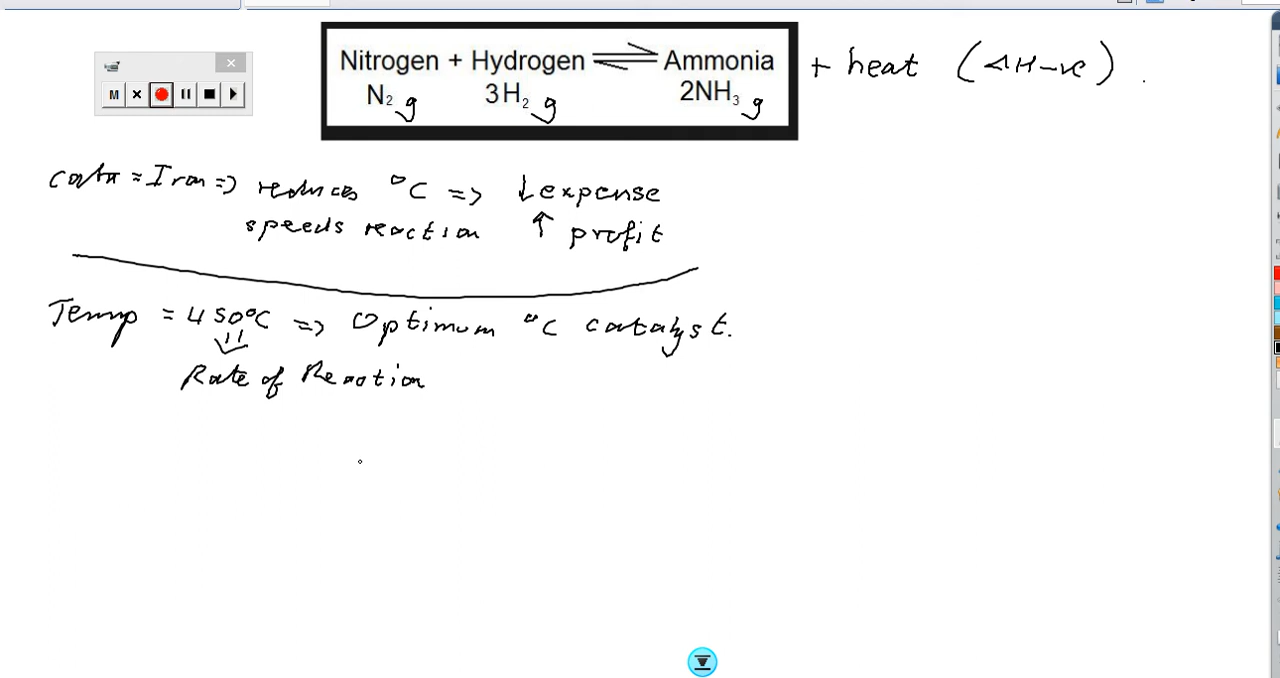 Nitrogen + Hydrogen ⇌ Ammonia + heat (ΔH -ve)
N₂ g 3H₂ g 2NH₃ g
M
cata = Iron => reduces °C => ↓ expense
speeds reaction ↑ profit
Temp = 450°C => Optimum °C catalyst.
Rate of Reaction